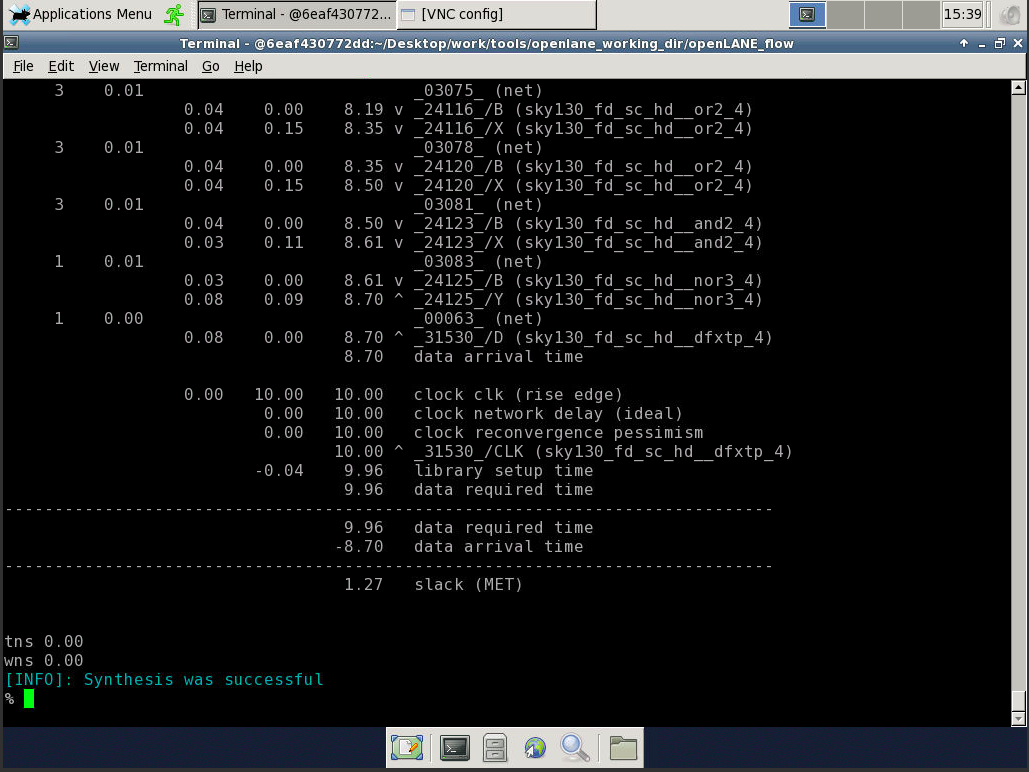 Applications Menu Terminal - @6eaf430772... [VNC config] 15:39
Terminal - @6eaf430772dd:~/Desktop/work/tools/openlane_working_dir/openLANE_flow
File Edit View Terminal Go Help
3 0.01 _03075_ (net)
0.04 0.00 8.19 v _24116_/B (sky130_fd_sc_hd__or2_4)
0.04 0.15 8.35 v _24116_/X (sky130_fd_sc_hd__or2_4)
3 0.01 _03078_ (net)
0.04 0.00 8.35 v _24120_/B (sky130_fd_sc_hd__or2_4)
0.04 0.15 8.50 v _24120_/X (sky130_fd_sc_hd__or2_4)
3 0.01 _03081_ (net)
0.04 0.00 8.50 v _24123_/B (sky130_fd_sc_hd__and2_4)
0.03 0.11 8.61 v _24123_/X (sky130_fd_sc_hd__and2_4)
1 0.01 _03083_ (net)
0.03 0.00 8.61 v _24125_/B (sky130_fd_sc_hd__nor3_4)
0.08 0.09 8.70 ^ _24125_/Y (sky130_fd_sc_hd__nor3_4)
1 0.00 _00063_ (net)
0.08 0.00 8.70 ^ _31530_/D (sky130_fd_sc_hd__dfxtp_4)
8.70 data arrival time
0.00 10.00 10.00 clock clk (rise edge)
0.00 10.00 clock network delay (ideal)
0.00 10.00 clock reconvergence pessimism
10.00 ^ _31530_/CLK (sky130_fd_sc_hd__dfxtp_4)
-0.04 9.96 library setup time
9.96 data required time
-----------------------------------------------------------------------------
9.96 data required time
-8.70 data arrival time
-----------------------------------------------------------------------------
1.27 slack (MET)
tns 0.00
wns 0.00
[INFO]: Synthesis was successful
%